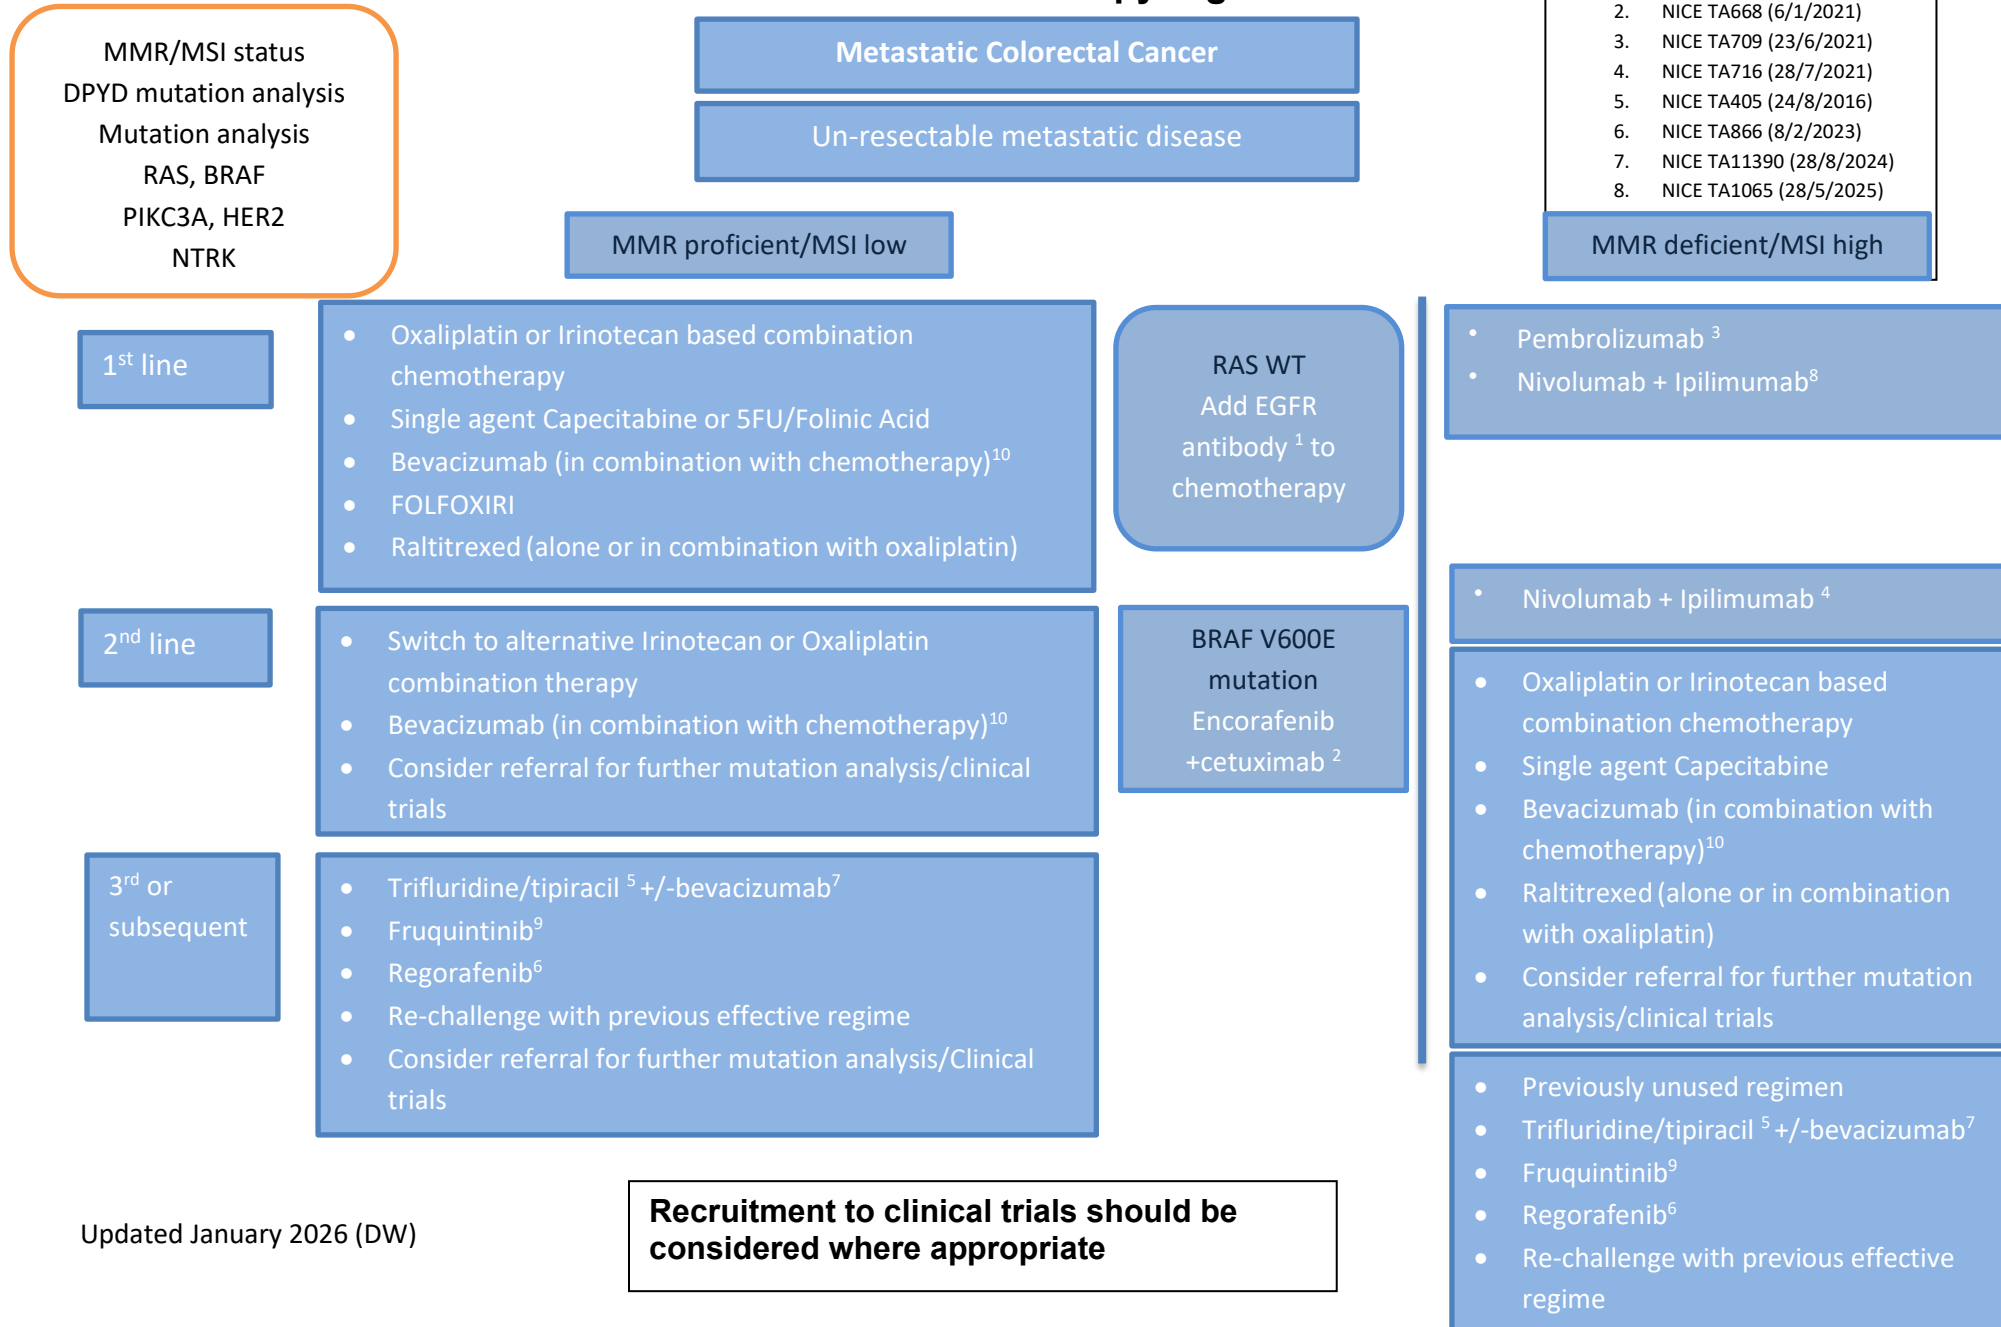 MMR/MSI status
DPYD mutation analysis
Mutation analysis
RAS, BRAF
PIKC3A, HER2
NTRK
Metastatic Colorectal Cancer
Un-resectable metastatic disease
2. NICE TA668 (6/1/2021)
3. NICE TA709 (23/6/2021)
4. NICE TA716 (28/7/2021)
5. NICE TA405 (24/8/2016)
6. NICE TA866 (8/2/2023)
7. NICE TA11390 (28/8/2024)
8. NICE TA1065 (28/5/2025)
MMR proficient/MSI low
MMR deficient/MSI high
1st line
• Oxaliplatin or Irinotecan based combination
chemotherapy
• Single agent Capecitabine or 5FU/Folinic Acid
• Bevacizumab (in combination with chemotherapy)10
• FOLFOXIRI
• Raltitrexed (alone or in combination with oxaliplatin)
RAS WT
Add EGFR
antibody 1 to
chemotherapy
• Pembrolizumab 3
• Nivolumab + Ipilimumab8
2nd line
• Switch to alternative Irinotecan or Oxaliplatin
combination therapy
• Bevacizumab (in combination with chemotherapy)10
• Consider referral for further mutation analysis/clinical
trials
BRAF V600E
mutation
Encorafenib
+cetuximab 2
• Nivolumab + Ipilimumab 4
• Oxaliplatin or Irinotecan based
combination chemotherapy
• Single agent Capecitabine
• Bevacizumab (in combination with
chemotherapy)10
• Raltitrexed (alone or in combination
with oxaliplatin)
• Consider referral for further mutation
analysis/clinical trials
3rd or
subsequent
• Trifluridine/tipiracil 5 +/-bevacizumab7
• Fruquintinib9
• Regorafenib6
• Re-challenge with previous effective regime
• Consider referral for further mutation analysis/Clinical
trials
• Previously unused regimen
• Trifluridine/tipiracil 5 +/-bevacizumab7
• Fruquintinib9
• Regorafenib6
• Re-challenge with previous effective
regime
Updated January 2026 (DW)
Recruitment to clinical trials should be
considered where appropriate